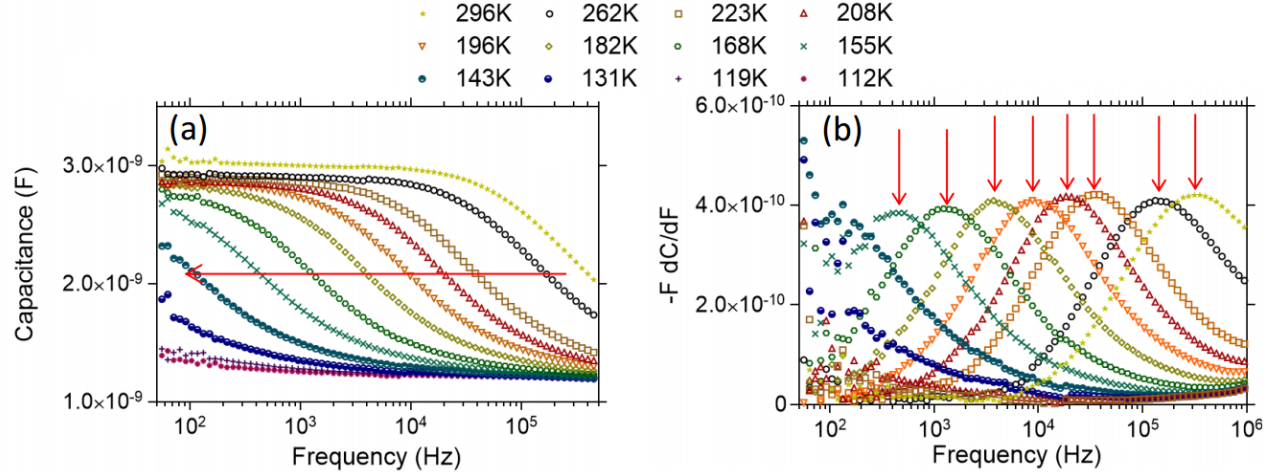 296K 262K 223K 208K
196K 182K 168K 155K
143K 131K 119K 112K
(a)
Capacitance (F)
3.0×10⁻⁹
2.0×10⁻⁹
1.0×10⁻⁹
10² 10³ 10⁴ 10⁵
Frequency (Hz)
(b)
-F dC/dF
6.0×10⁻¹⁰
4.0×10⁻¹⁰
2.0×10⁻¹⁰
0
10² 10³ 10⁴ 10⁵ 10⁶
Frequency (Hz)